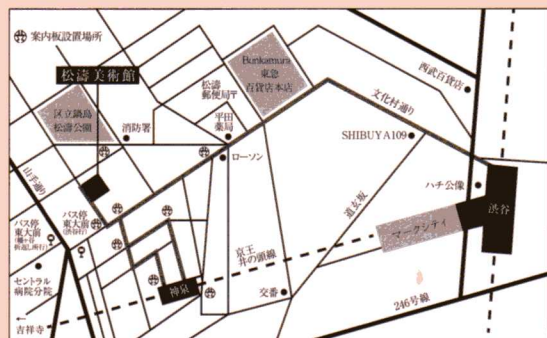 案内板設置場所
松濤美術館
区立鍋島
松濤公園
消防署
松濤
郵便局〒
平田
薬局
ローソン
Bunkamura
東急
百貨店本店
文化村通り
西武百貨店
SHIBUYA109
ハチ公像
渋谷
道玄坂
マークシティ
山手通り
バス停
東大前
バス停
東大前
(渋谷行)
セントラル
病院分院
←
吉祥寺
神泉
京王
井の頭線
交番
246号線